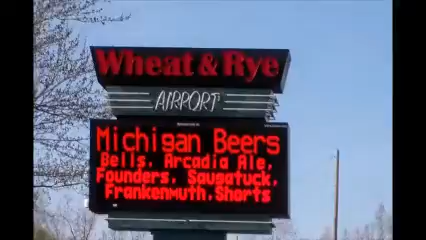 Wheat & Rye
AIRPORT
Michigan Beers
Bells, Arcadia Ale,
Founders, Saugatuck,
Frankenmuth, Shorts